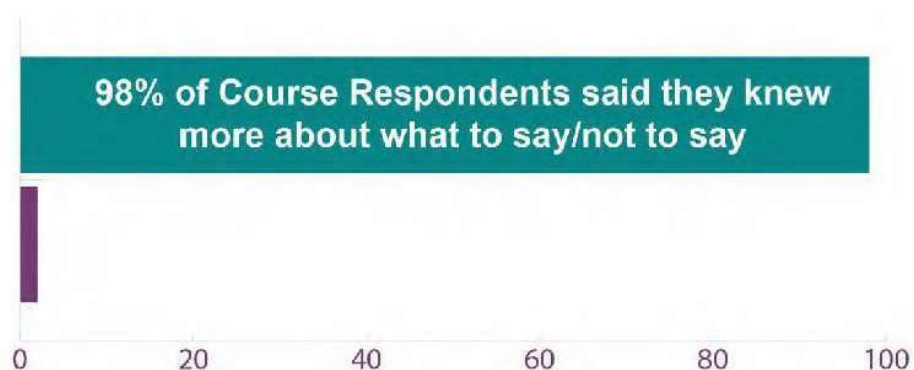 98% of Course Respondents said they knew
more about what to say/not to say
0 20 40 60 80 100